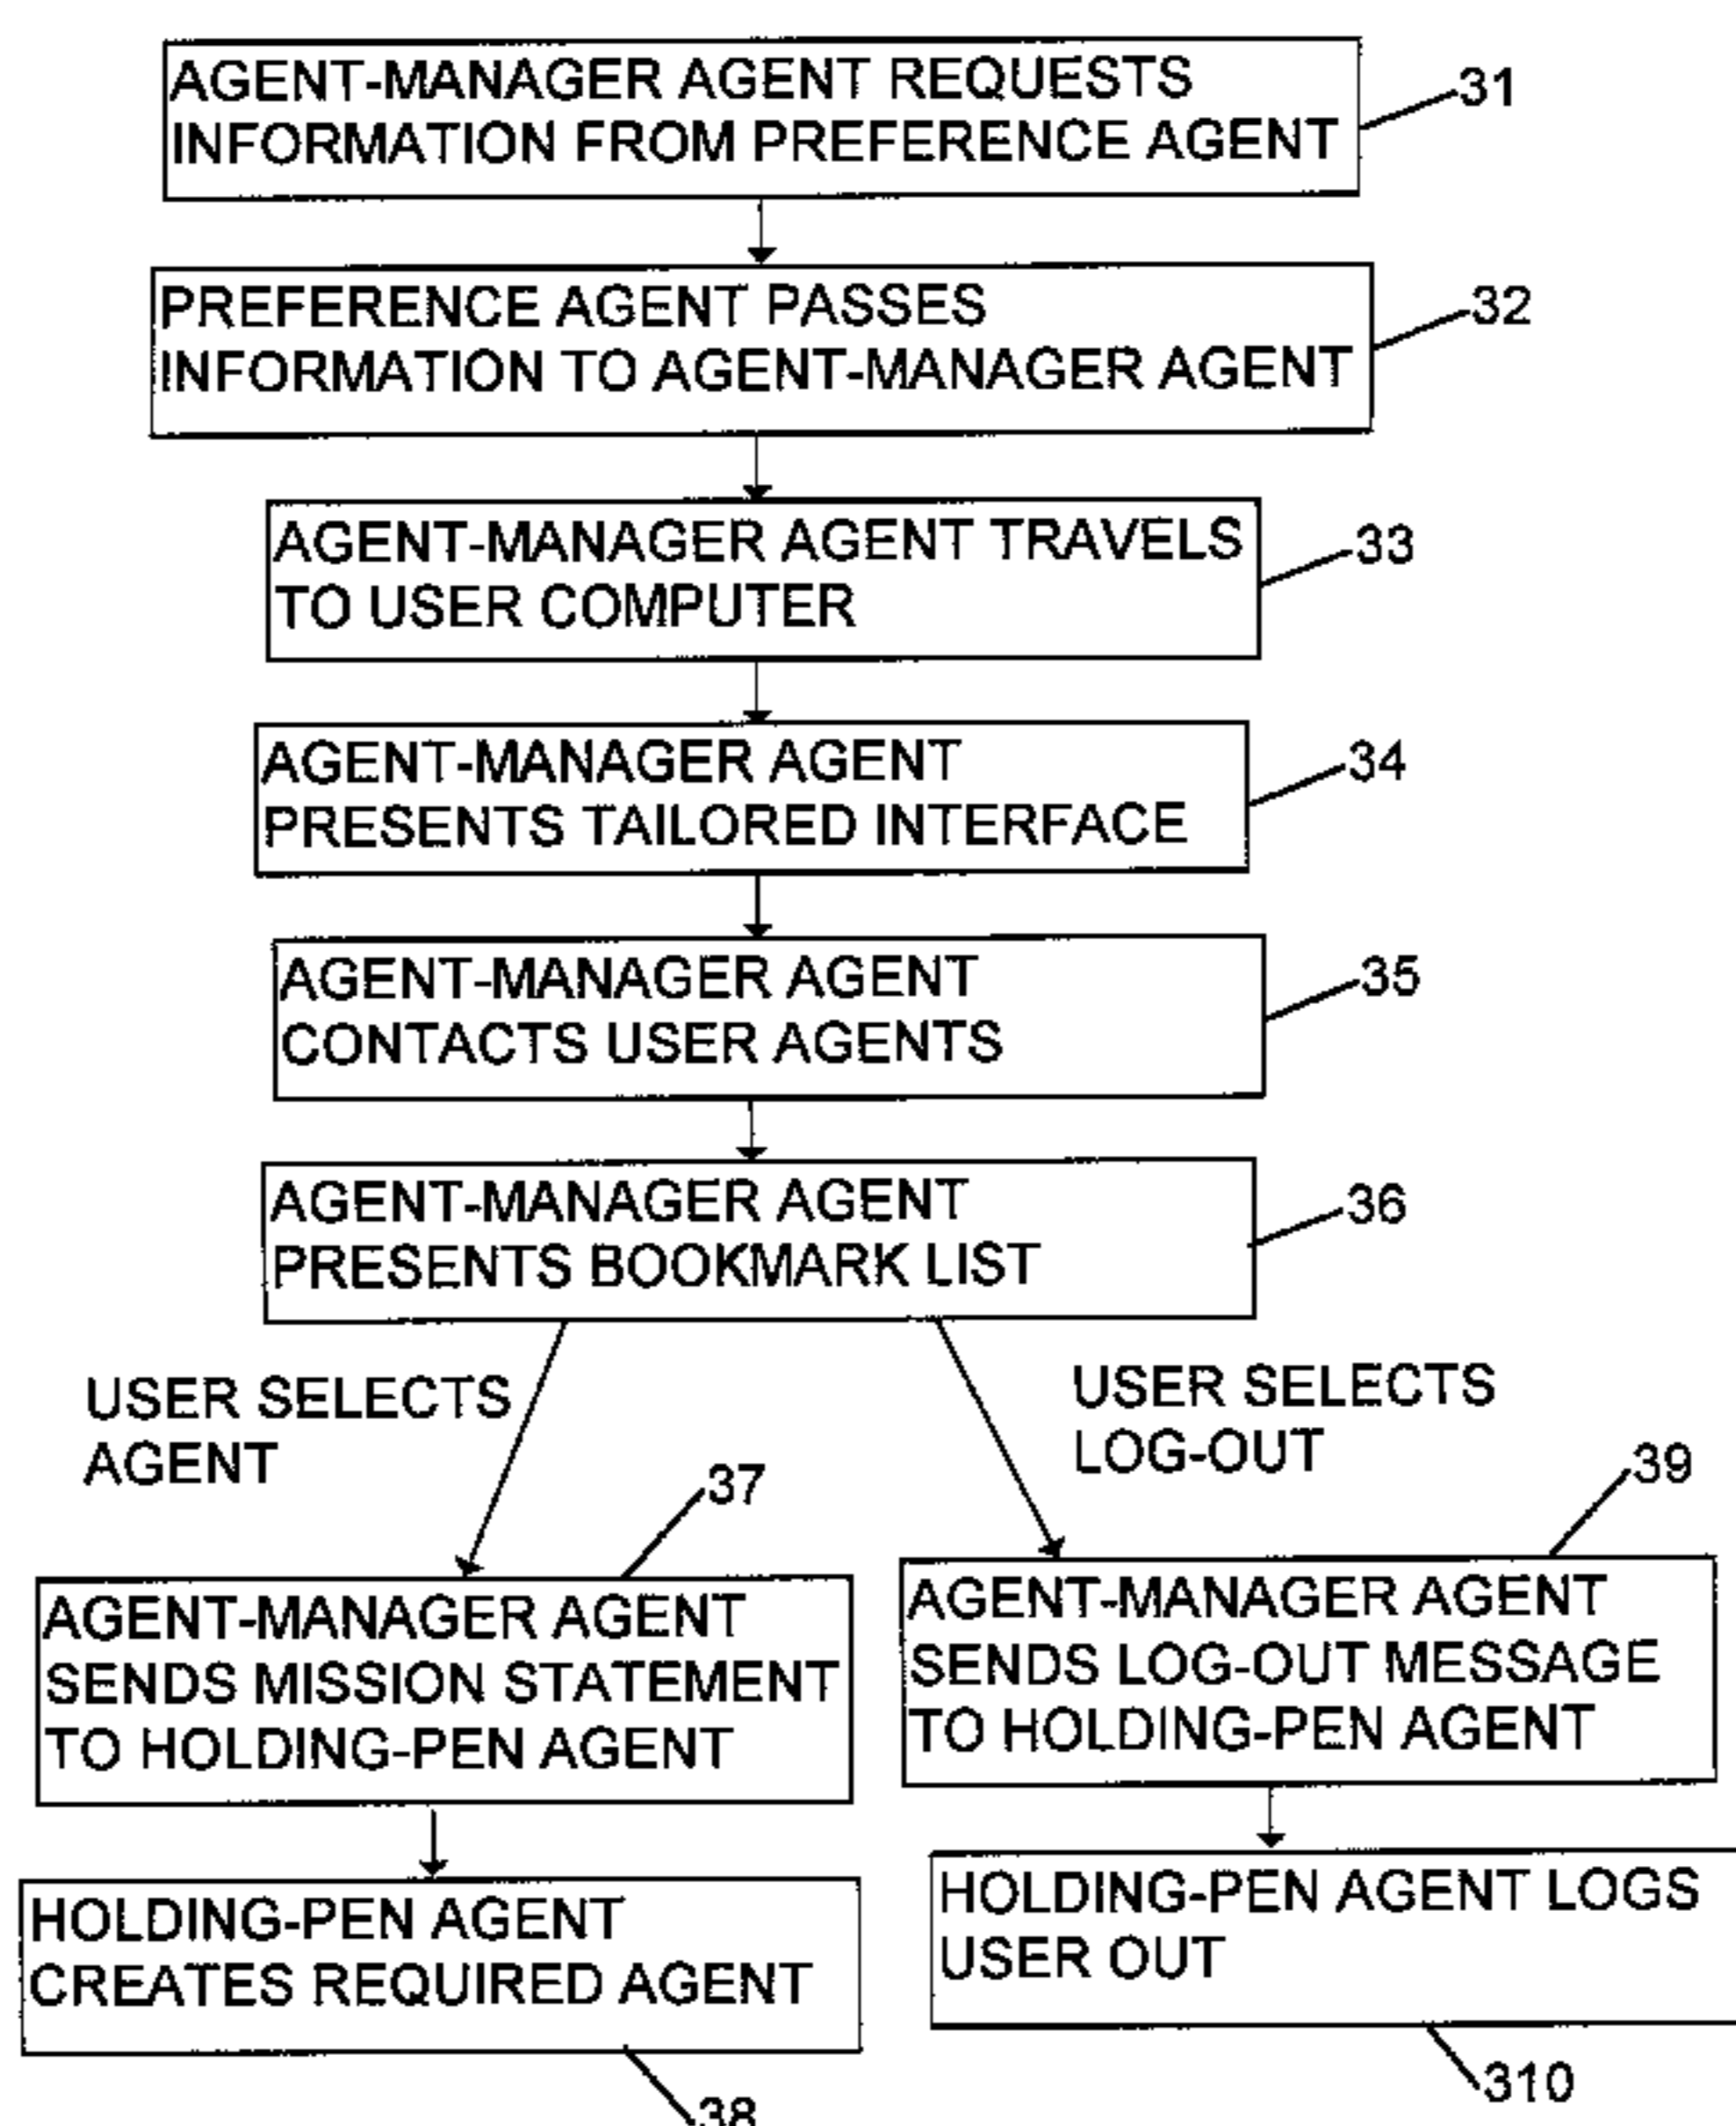 AGENT-MANAGER AGENT REQUESTS
INFORMATION FROM PREFERENCE AGENT
31
PREFERENCE AGENT PASSES
INFORMATION TO AGENT-MANAGER AGENT
32
AGENT-MANAGER AGENT TRAVELS
TO USER COMPUTER
33
AGENT-MANAGER AGENT
PRESENTS TAILORED INTERFACE
34
AGENT-MANAGER AGENT
CONTACTS USER AGENTS
35
AGENT-MANAGER AGENT
PRESENTS BOOKMARK LIST
36
USER SELECTS
AGENT
USER SELECTS
LOG-OUT
37
AGENT-MANAGER AGENT
SENDS MISSION STATEMENT
TO HOLDING-PEN AGENT
39
AGENT-MANAGER AGENT
SENDS LOG-OUT MESSAGE
TO HOLDING-PEN AGENT
HOLDING-PEN AGENT
CREATES REQUIRED AGENT
38
HOLDING-PEN AGENT LOGS
USER OUT
310